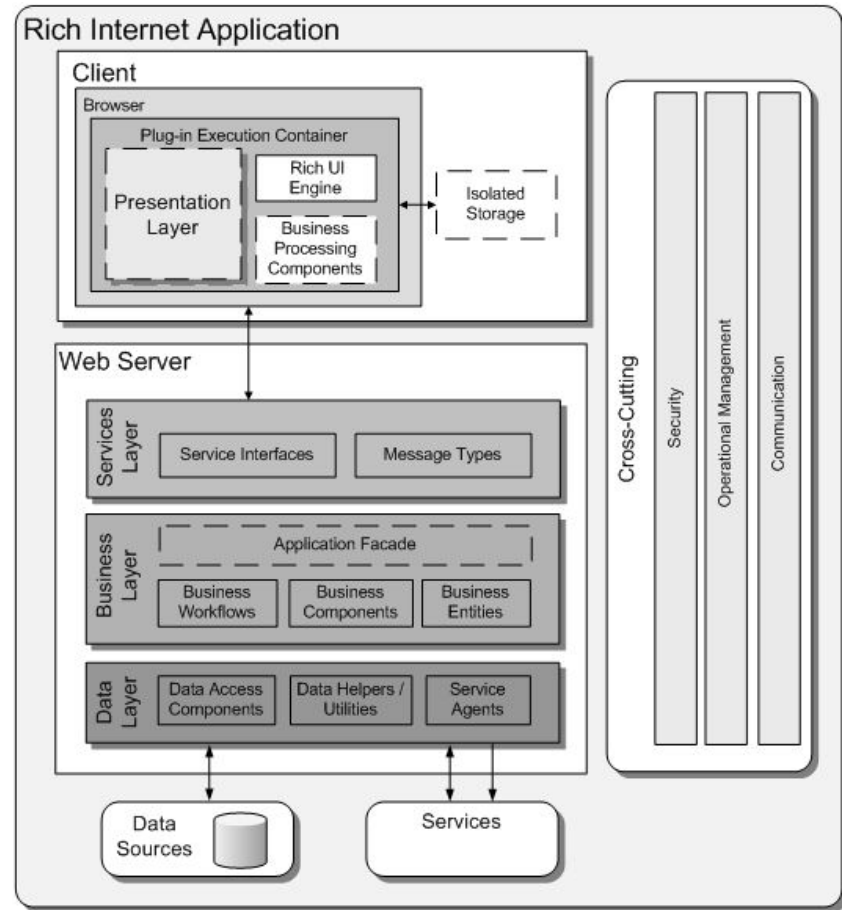 Rich Internet Application
Client
Browser
Plug-in Execution Container
Presentation
Layer
Rich UI
Engine
Business
Processing
Components
Isolated
Storage
Web Server
Services
Layer
Service Interfaces
Message Types
Business
Layer
Application Facade
Business
Workflows
Business
Components
Business
Entities
Data
Layer
Data Access
Components
Data Helpers /
Utilities
Service
Agents
Data
Sources
Services
Cross-Cutting
Security
Operational Management
Communication